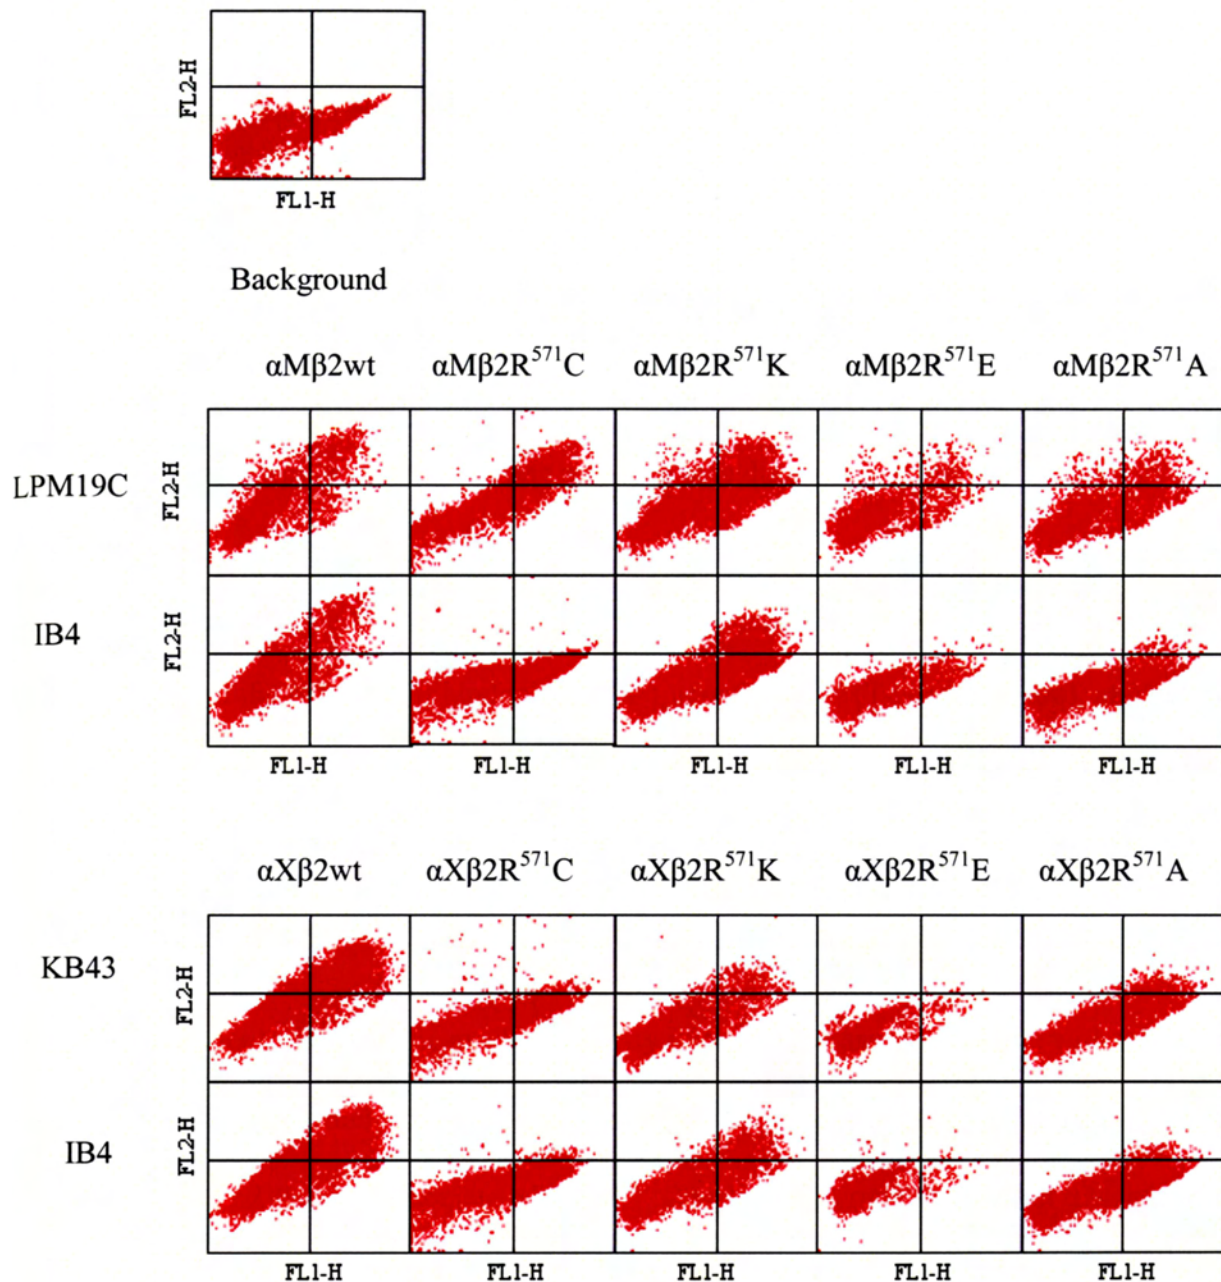 FL2-H
FL1-H
Background
αMβ2wt αMβ2R⁵⁷¹C αMβ2R⁵⁷¹K αMβ2R⁵⁷¹E αMβ2R⁵⁷¹A
LPM19C FL2-H
IB4 FL2-H
FL1-H FL1-H FL1-H FL1-H FL1-H
αXβ2wt αXβ2R⁵⁷¹C αXβ2R⁵⁷¹K αXβ2R⁵⁷¹E αXβ2R⁵⁷¹A
KB43 FL2-H
IB4 FL2-H
FL1-H FL1-H FL1-H FL1-H FL1-H